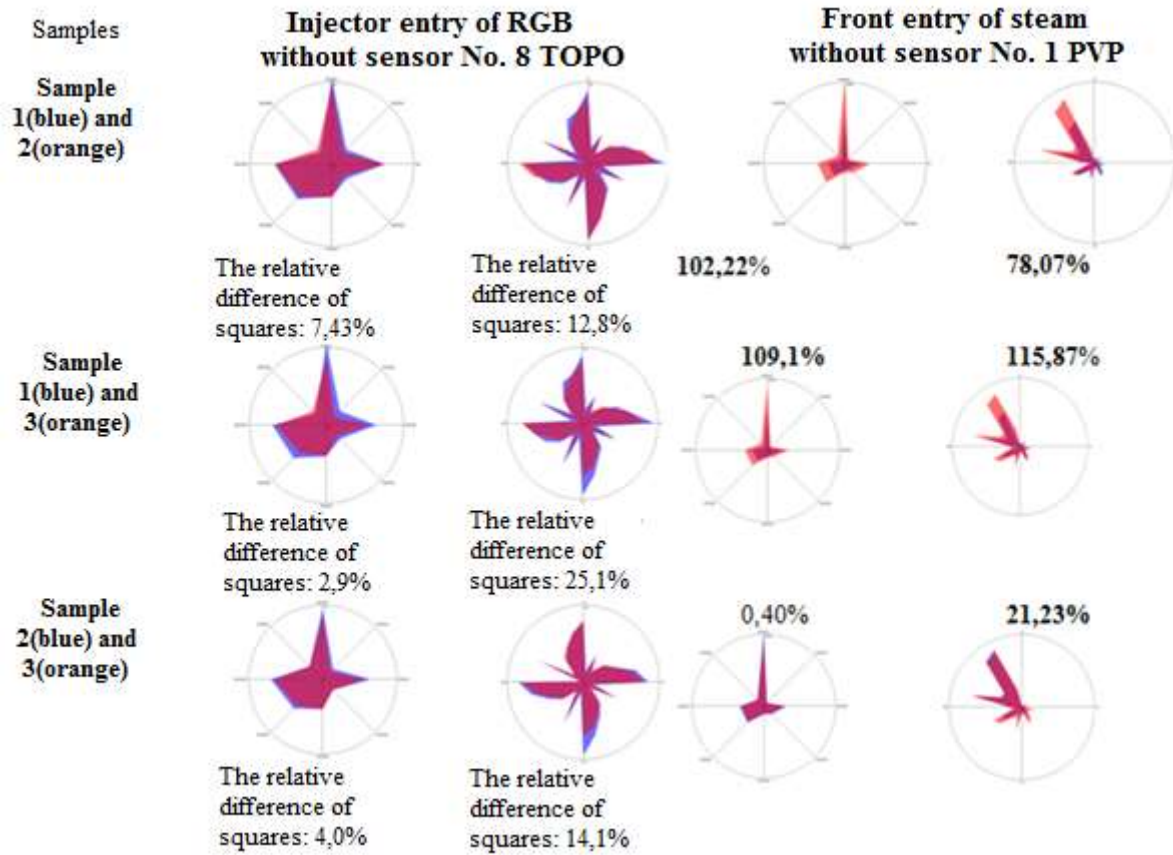 Samples
Injector entry of RGB
without sensor No. 8 TOPO
Front entry of steam
without sensor No. 1 PVP
Sample
1(blue) and
2(orange)
The relative
difference of
squares: 7,43%
The relative
difference of
squares: 12,8%
102,22%
78,07%
Sample
1(blue) and
3(orange)
109,1%
115,87%
The relative
difference of
squares: 2,9%
The relative
difference of
squares: 25,1%
Sample
2(blue) and
3(orange)
0,40%
21,23%
The relative
difference of
squares: 4,0%
The relative
difference of
squares: 14,1%